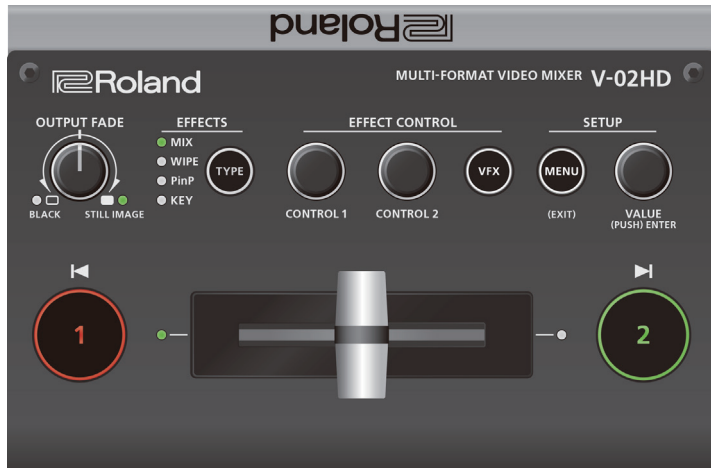 Roland
Roland
MULTI-FORMAT VIDEO MIXER V-02HD
OUTPUT FADE
EFFECTS
EFFECT CONTROL
SETUP
MIX
WIPE
PinP
KEY
TYPE
VFX
MENU
BLACK
STILL IMAGE
CONTROL 1
CONTROL 2
(EXIT)
VALUE
(PUSH) ENTER
1
2